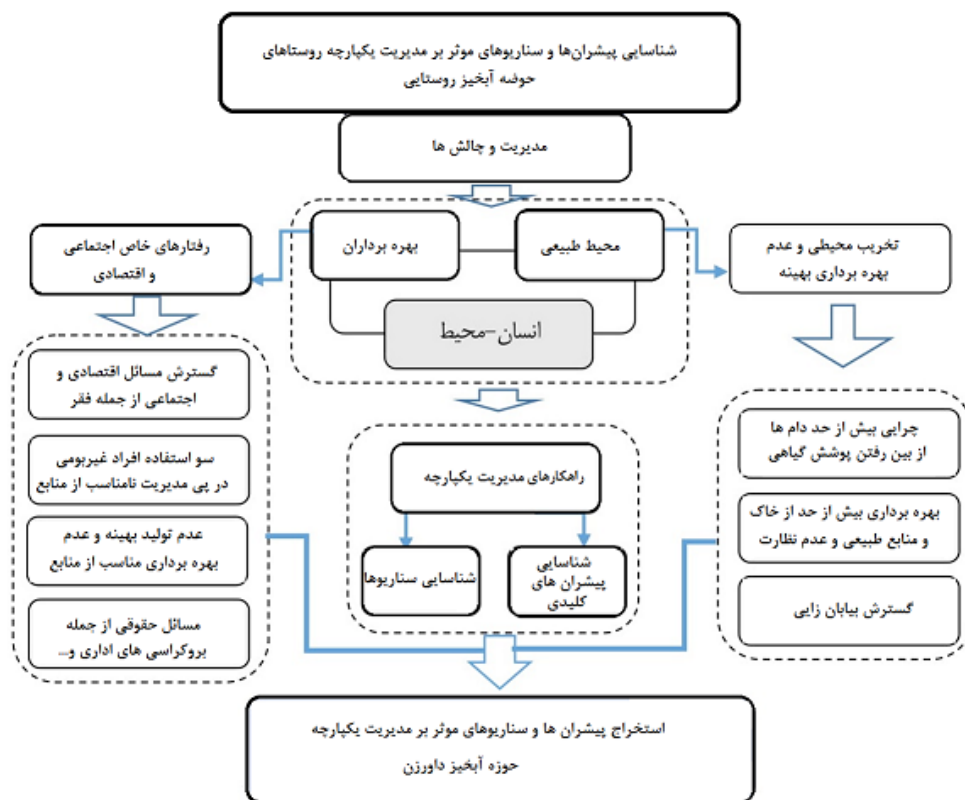 شناسایی پیشران‌ها و سناریوهای موثر بر مدیریت یکپارچه روستاهای
حوضه آبخیز روستایی
مدیریت و چالش ها
محیط طبیعی
بهره برداران
انسان-محیط
تخریب محیطی و عدم
بهره برداری بهینه
رفتارهای خاص اجتماعی
و اقتصادی
چرایی بیش از حد دام ها
از بین رفتن پوشش گیاهی
بهره برداری بیش از حد از خاک
و منابع طبیعی و عدم نظارت
گسترش بیابان زایی
راهکارهای مدیریت یکپارچه
شناسایی
پیشران های
کلیدی
شناسایی سناریوها
گسترش مسائل اقتصادی و
اجتماعی از جمله فقر
سو استفاده افراد غیربومی
در پی مدیریت نامناسب از منابع
عدم تولید بهینه و عدم
بهره برداری مناسب از منابع
مسائل حقوقی از جمله
بروکراسی های اداری و...
استخراج پیشران ها و سناریوهای موثر بر مدیریت یکپارچه
حوزه آبخیز داورزن